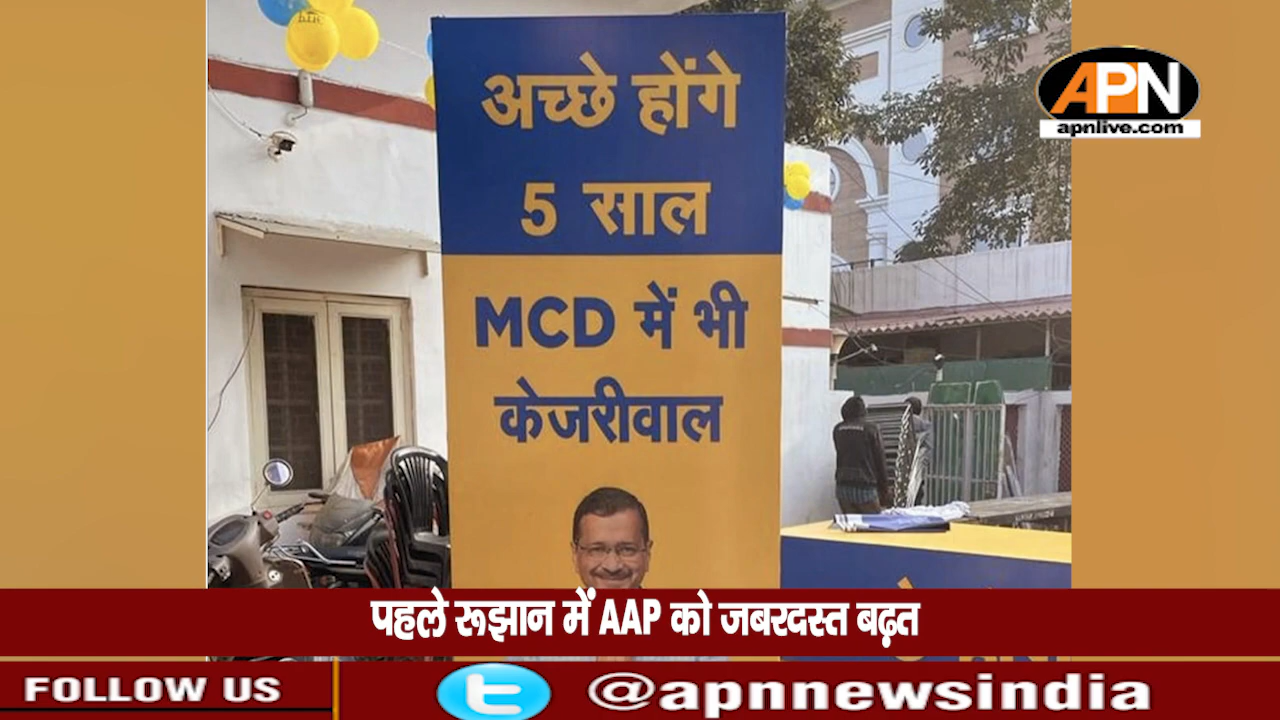 अच्छे होंगे
5 साल
MCD में भी
केजरीवाल
APN
apnlive.com
पहले रूझान में AAP को जबरदस्त बढ़त
FOLLOW US
@apnnewsindia